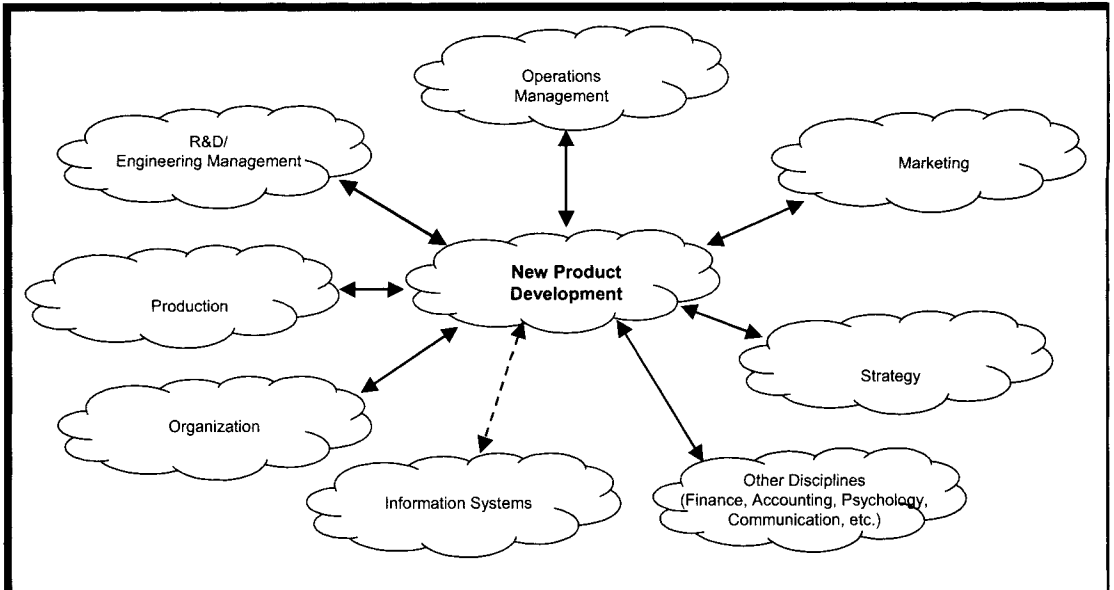 Operations
Management
R&D/
Engineering Management
Marketing
New Product
Development
Production
Strategy
Organization
Information Systems
Other Disciplines
(Finance, Accounting, Psychology,
Communication, etc.)